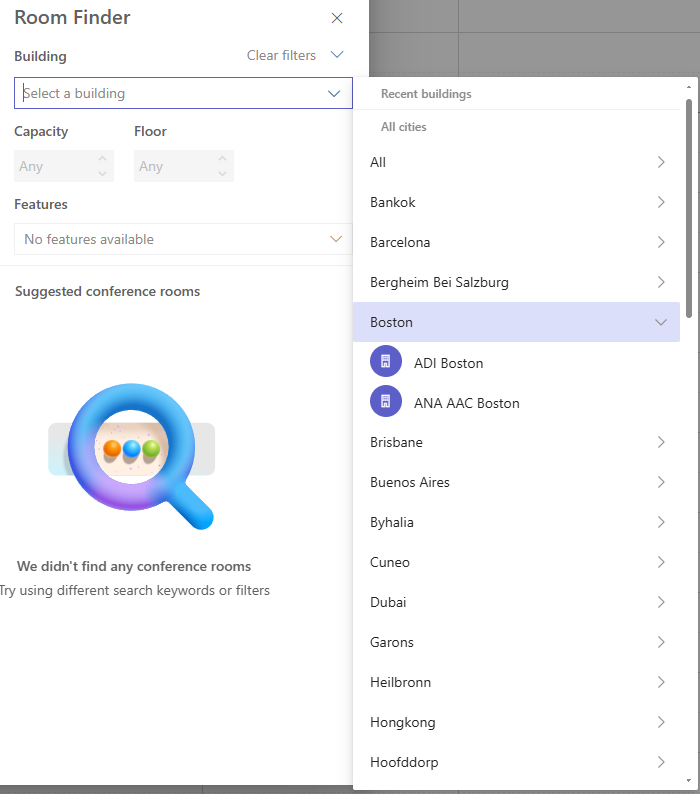 Room Finder
Building
Clear filters
Select a building
Capacity
Floor
Any
Any
Features
No features available
Suggested conference rooms
We didn't find any conference rooms
Try using different search keywords or filters
Recent buildings
All cities
All
Bankok
Barcelona
Bergheim Bei Salzburg
Boston
ADI Boston
ANA AAC Boston
Brisbane
Buenos Aires
Byhalia
Cuneo
Dubai
Garons
Heilbronn
Hongkong
Hoofddorp